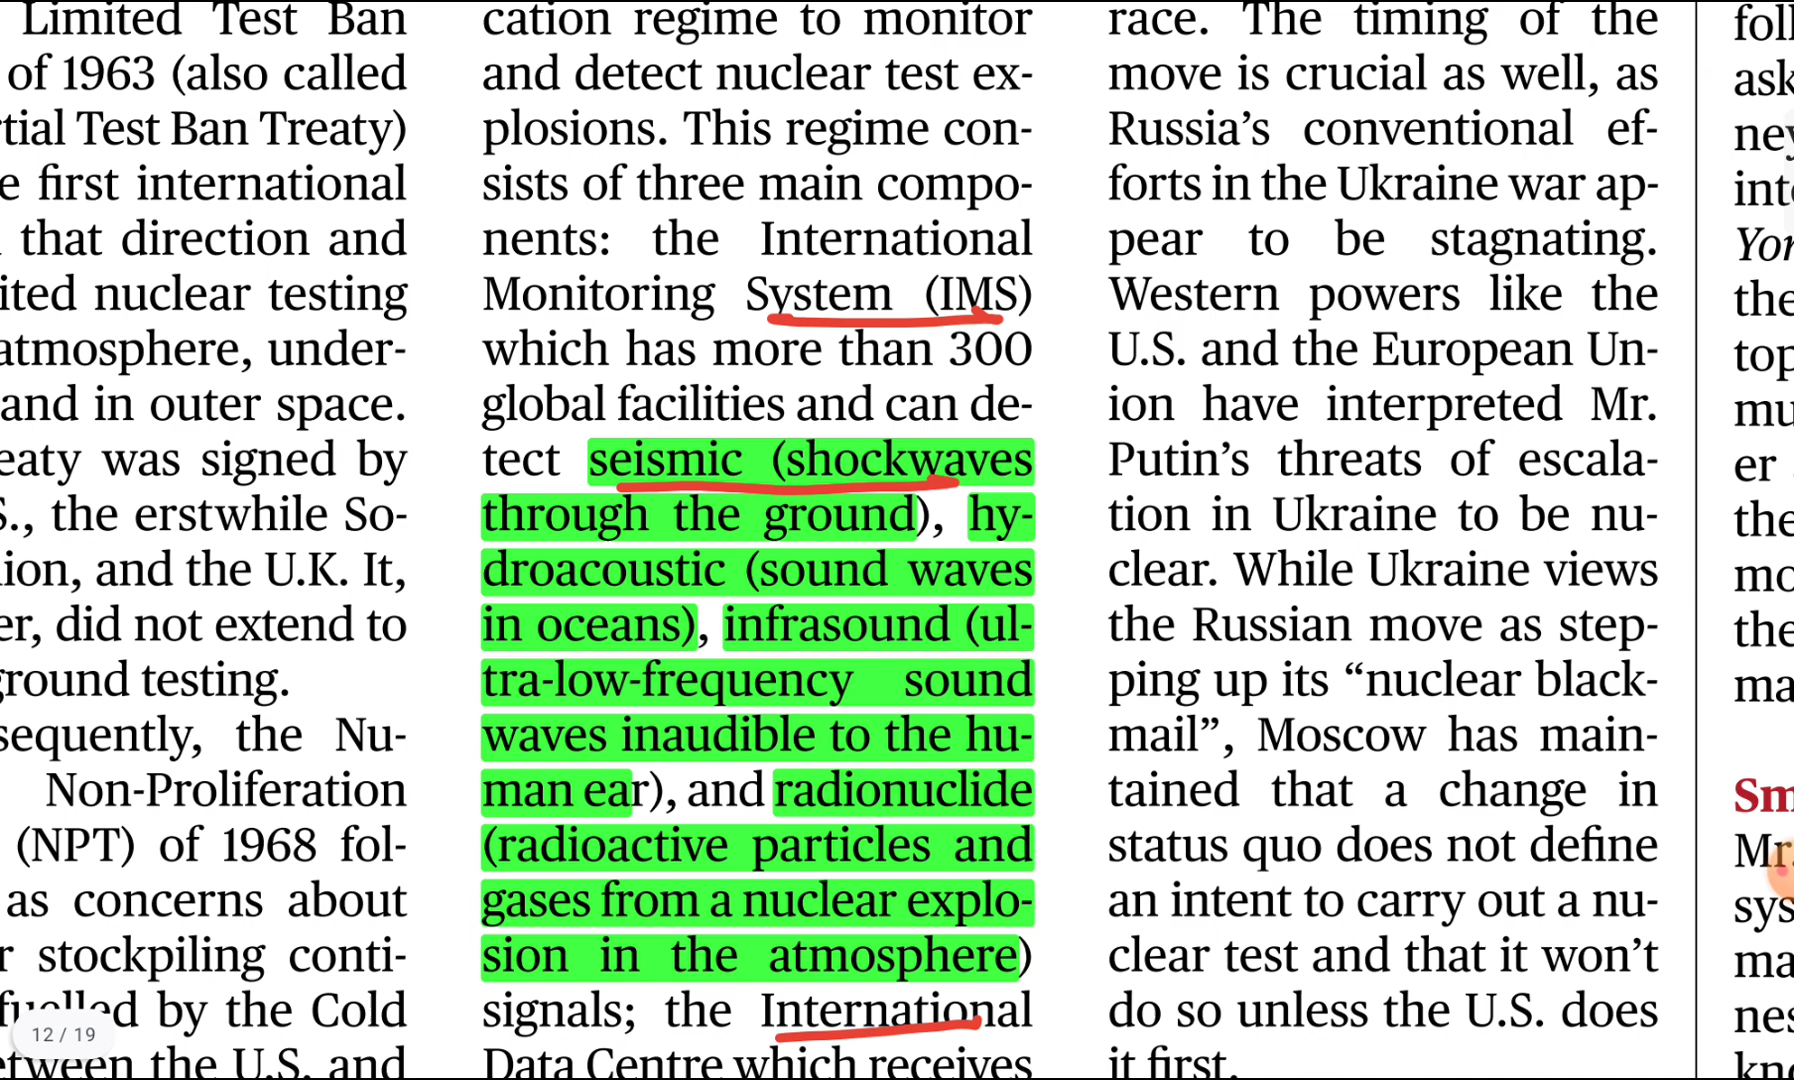 Limited Test Ban
of 1963 (also called
tial Test Ban Treaty)
first international
that direction and
nuclear testing
atmosphere, under-
and in outer space.
was signed by
the erstwhile So-
and the U.K. It,
did not extend to
testing.
the Nu-
Non-Proliferation
(NPT) of 1968 fol-
as concerns about
stockpiling conti-
by the Cold
between the U.S. and
12 / 19
cation regime to monitor
and detect nuclear test ex-
plosions. This regime con-
sists of three main compo-
nents: the International
Monitoring System (IMS)
which has more than 300
global facilities and can de-
tect seismic (shockwaves
through the ground), hy-
droacoustic (sound waves
in oceans), infrasound (ul-
tra-low-frequency sound
waves inaudible to the hu-
man ear), and radionuclide
(radioactive particles and
gases from a nuclear explo-
sion in the atmosphere)
signals; the International
Data Centre which receives
race. The timing of the
move is crucial as well, as
Russia’s conventional ef-
forts in the Ukraine war ap-
pear to be stagnating.
Western powers like the
U.S. and the European Un-
ion have interpreted Mr.
Putin’s threats of escala-
tion in Ukraine to be nu-
clear. While Ukraine views
the Russian move as step-
ping up its “nuclear black-
mail”, Moscow has main-
tained that a change in
status quo does not define
an intent to carry out a nu-
clear test and that it won’t
do so unless the U.S. does
it first.
er
the
the
Mr.